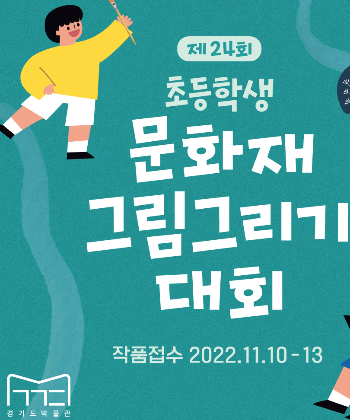 제24회
초등학생
문화재
그림그리기
대회
작품접수 2022.11.10-13
경기도박물관